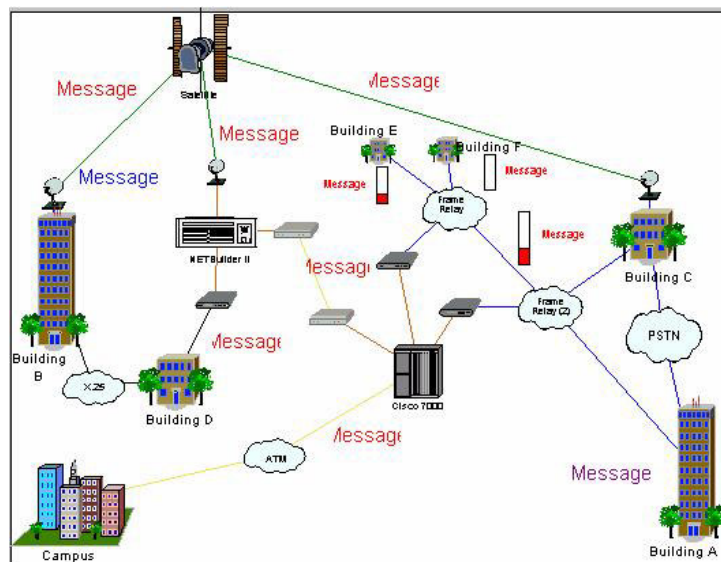 Message
Satellite
Message
Message
Building E
Building F
Message
Message
Message
Frame
Relay
Message
NETBuilder II
Message
Building C
Frame
Relay (2)
Message
PSTN
Building
B
X.25
Building D
Cisco 7000
Message
ATM
Message
Campus
Building A